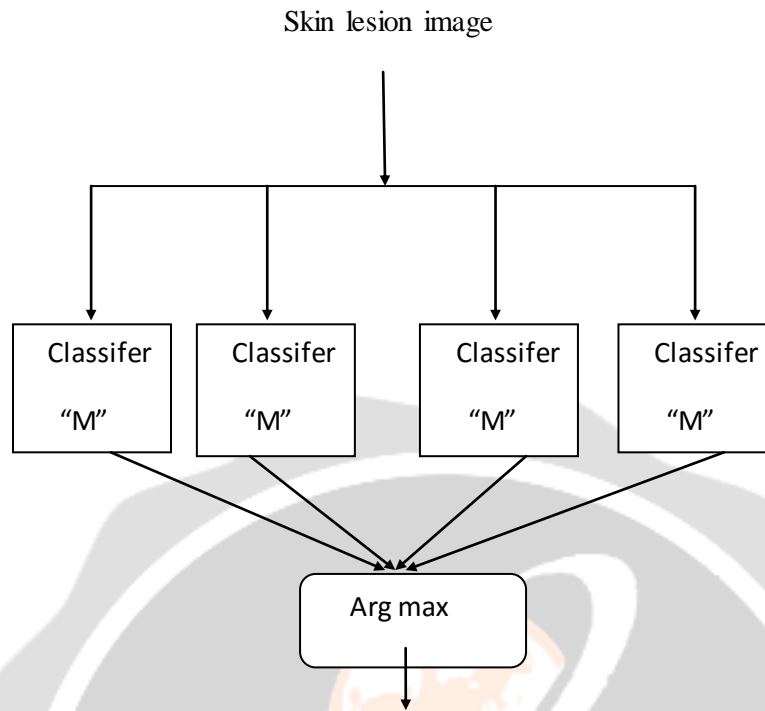 Skin lesion image
Classifer Classifer Classifer Classifer
“M” “M” “M” “M”
Arg max